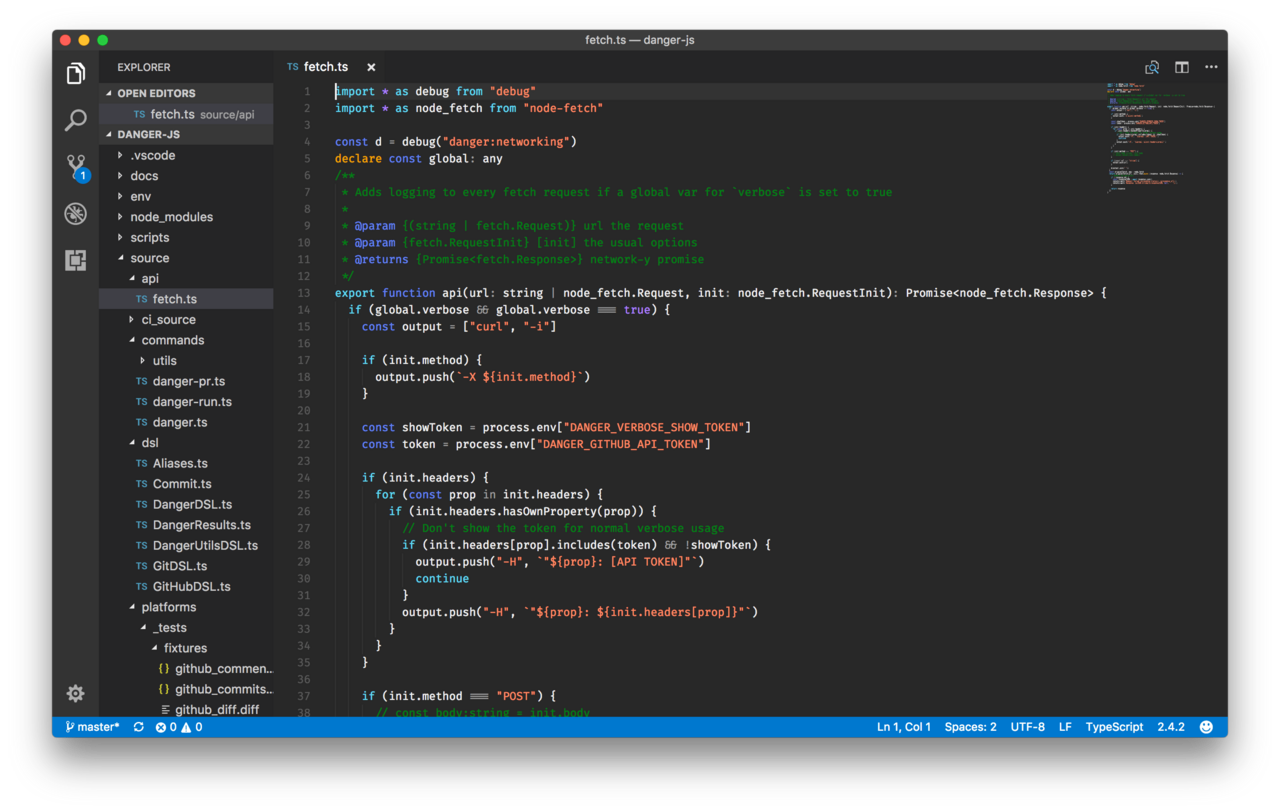 fetch.ts — danger-js
EXPLORER
OPEN EDITORS
TS fetch.ts source/api
DANGER-JS
.vscode
docs
env
node_modules
scripts
source
api
TS fetch.ts
ci_source
commands
utils
TS danger-pr.ts
TS danger-run.ts
TS danger.ts
dsl
TS Aliases.ts
TS Commit.ts
TS DangerDSL.ts
TS DangerResults.ts
TS DangerUtilsDSL.ts
TS GitDSL.ts
TS GitHubDSL.ts
platforms
_tests
fixtures
{} github_commen...
{} github_commits...
github_diff.diff
1
TS fetch.ts ×
1 import * as debug from "debug"
2 import * as node_fetch from "node-fetch"
3
4 const d = debug("danger:networking")
5 declare const global: any
6 /**
7 * Adds logging to every fetch request if a global var for `verbose` is set to true
8 *
9 * @param {(string | fetch.Request)} url the request
10 * @param {fetch.RequestInit} [init] the usual options
11 * @returns {Promise<fetch.Response>} network-y promise
12 */
13 export function api(url: string | node_fetch.Request, init: node_fetch.RequestInit): Promise<node_fetch.Response> {
14 if (global.verbose && global.verbose === true) {
15 const output = ["curl", "-i"]
16
17 if (init.method) {
18 output.push(`-X ${init.method}`)
19 }
20
21 const showToken = process.env["DANGER_VERBOSE_SHOW_TOKEN"]
22 const token = process.env["DANGER_GITHUB_API_TOKEN"]
23
24 if (init.headers) {
25 for (const prop in init.headers) {
26 if (init.headers.hasOwnProperty(prop)) {
27 // Don't show the token for normal verbose usage
28 if (init.headers[prop].includes(token) && !showToken) {
29 output.push("-H", `"${prop}: [API TOKEN]"`)
30 continue
31 }
32 output.push("-H", `"${prop}: ${init.headers[prop]}"`)
33 }
34 }
35 }
36
37 if (init.method === "POST") {
38 // const body:string = init.body
master* 0 0
Ln 1, Col 1 Spaces: 2 UTF-8 LF TypeScript 2.4.2